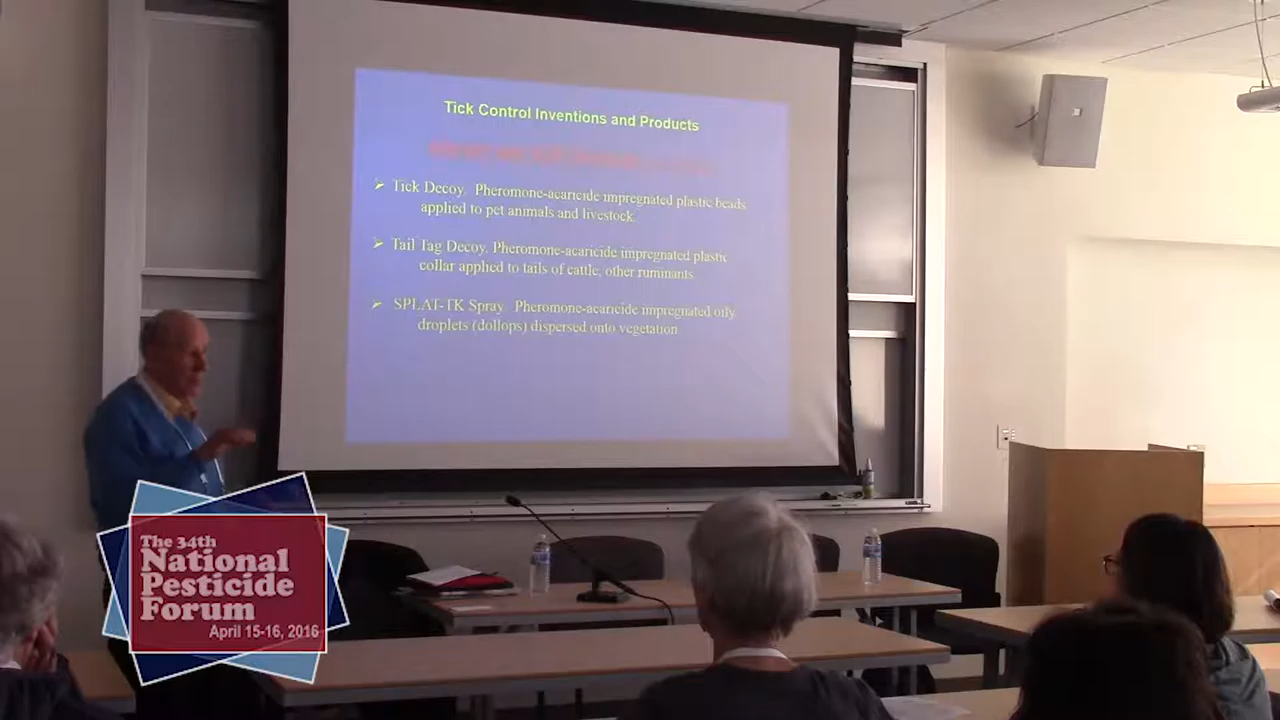 Tick Control Inventions and Products
➢ Tick Decoy. Pheromone-acaricide impregnated plastic beads
applied to pet animals and livestock.
➢ Tail Tag Decoy. Pheromone-acaricide impregnated plastic
collar applied to tails of cattle, other ruminants.
➢ SPLAT-TK Spray. Pheromone-acaricide impregnated oily
droplets (dollops) dispersed onto vegetation
The 34th
National
Pesticide
Forum
April 15-16, 2016